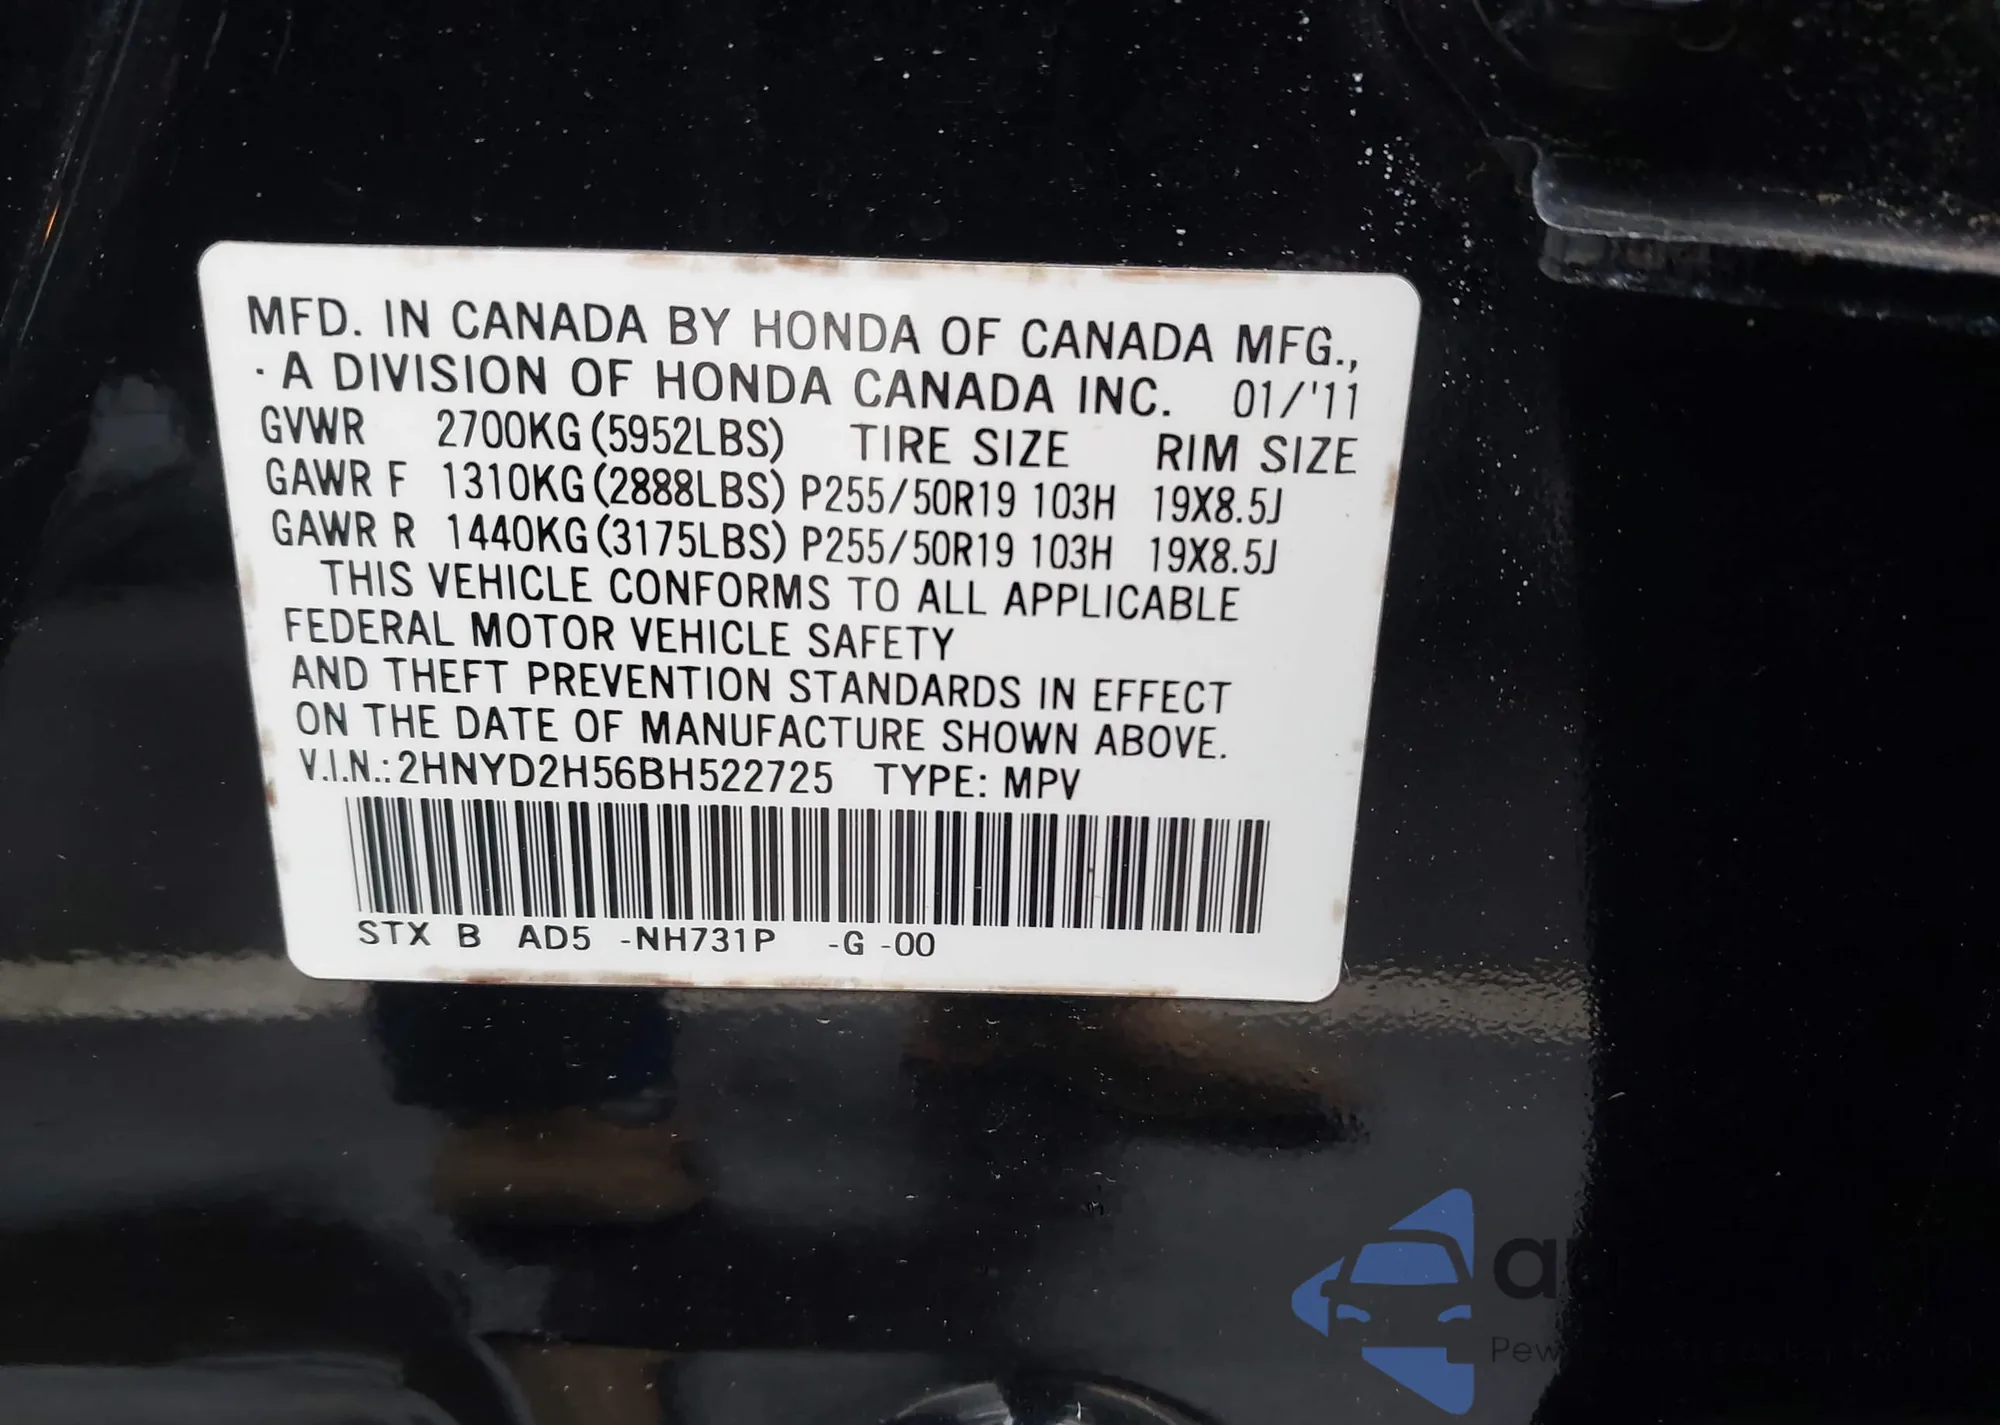 MFD. IN CANADA BY HONDA OF CANADA MFG.,
· A DIVISION OF HONDA CANADA INC. 01/'11
GVWR 2700KG (5952LBS) TIRE SIZE RIM SIZE
GAWR F 1310KG (2888LBS) P255/50R19 103H 19X8.5J
GAWR R 1440KG (3175LBS) P255/50R19 103H 19X8.5J
THIS VEHICLE CONFORMS TO ALL APPLICABLE
FEDERAL MOTOR VEHICLE SAFETY
AND THEFT PREVENTION STANDARDS IN EFFECT
ON THE DATE OF MANUFACTURE SHOWN ABOVE.
V.I.N.: 2HNYD2H56BH522725 TYPE: MPV
STX B AD5 -NH731P -G -00